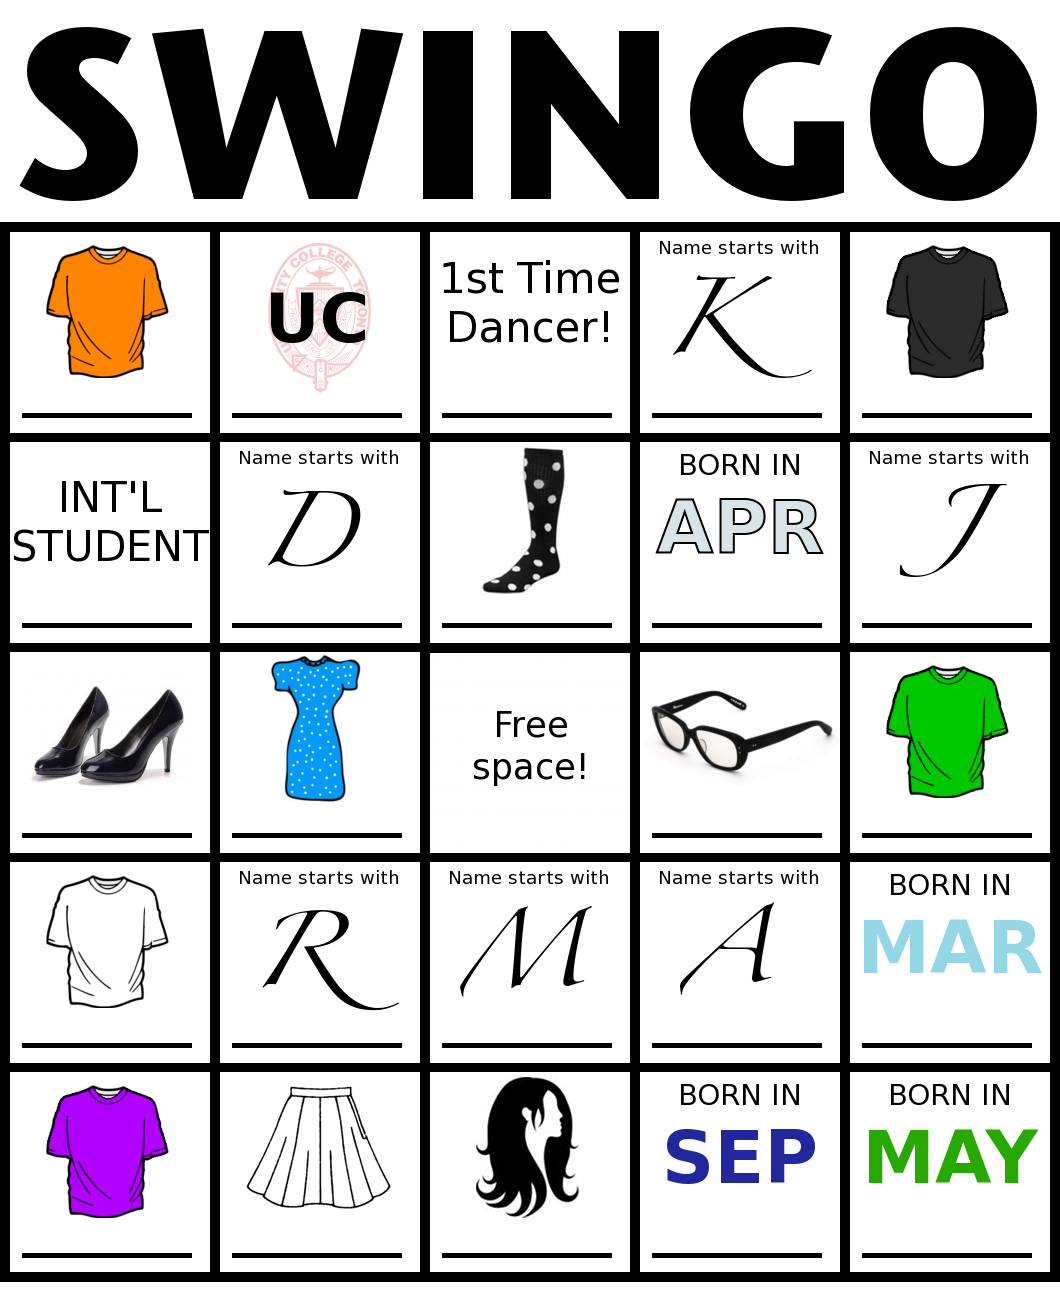 SWINGO
UC
1st Time
Dancer!
Name starts with
K
INT'L
STUDENT
Name starts with
D
BORN IN
APR
Name starts with
J
Free
space!
Name starts with
R
Name starts with
M
Name starts with
A
BORN IN
MAR
BORN IN
SEP
BORN IN
MAY